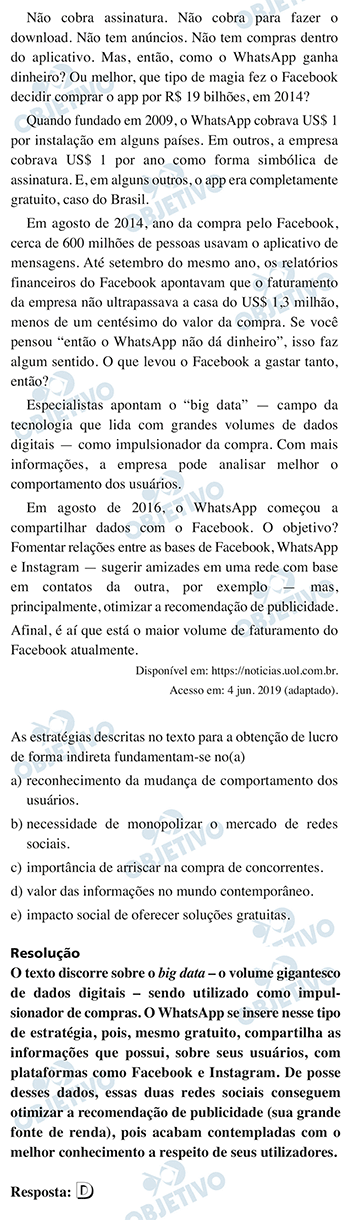 Não cobra assinatura. Não cobra para fazer o
download. Não tem anúncios. Não tem compras dentro
do aplicativo. Mas, então, como o WhatsApp ganha
dinheiro? Ou melhor, que tipo de magia fez o Facebook
decidir comprar o app por R$ 19 bilhões, em 2014?
Quando fundado em 2009, o WhatsApp cobrava US$ 1
por instalação em alguns países. Em outros, a empresa
cobrava US$ 1 por ano como forma simbólica de
assinatura. E, em alguns outros, o app era completamente
gratuito, caso do Brasil.
Em agosto de 2014, ano da compra pelo Facebook,
cerca de 600 milhões de pessoas usavam o aplicativo de
mensagens. Até setembro do mesmo ano, os relatórios
financeiros do Facebook apontavam que o faturamento
da empresa não ultrapassava a casa do US$ 1,3 milhão,
menos de um centésimo do valor da compra. Se você
pensou “então o WhatsApp não dá dinheiro”, isso faz
algum sentido. O que levou o Facebook a gastar tanto,
então?
Especialistas apontam o “big data” — campo da
tecnologia que lida com grandes volumes de dados
digitais — como impulsionador da compra. Com mais
informações, a empresa pode analisar melhor o
comportamento dos usuários.
Em agosto de 2016, o WhatsApp começou a
compartilhar dados com o Facebook. O objetivo?
Fomentar relações entre as bases de Facebook, WhatsApp
e Instagram — sugerir amizades em uma rede com base
em contatos da outra, por exemplo — mas,
principalmente, otimizar a recomendação de publicidade.
Afinal, é aí que está o maior volume de faturamento do
Facebook atualmente.
Disponível em: https://noticias.uol.com.br.
Acesso em: 4 jun. 2019 (adaptado).
As estratégias descritas no texto para a obtenção de lucro
de forma indireta fundamentam-se no(a)
a) reconhecimento da mudança de comportamento dos
usuários.
b) necessidade de monopolizar o mercado de redes
sociais.
c) importância de arriscar na compra de concorrentes.
d) valor das informações no mundo contemporâneo.
e) impacto social de oferecer soluções gratuitas.
Resolução
O texto discorre sobre o big data – o volume gigantesco
de dados digitais – sendo utilizado como impul-
sionador de compras. O WhatsApp se insere nesse tipo
de estratégia, pois, mesmo gratuito, compartilha as
informações que possui, sobre seus usuários, com
plataformas como Facebook e Instagram. De posse
desses dados, essas duas redes sociais conseguem
otimizar a recomendação de publicidade (sua grande
fonte de renda), pois acabam contempladas com o
melhor conhecimento a respeito de seus utilizadores.
Resposta: D